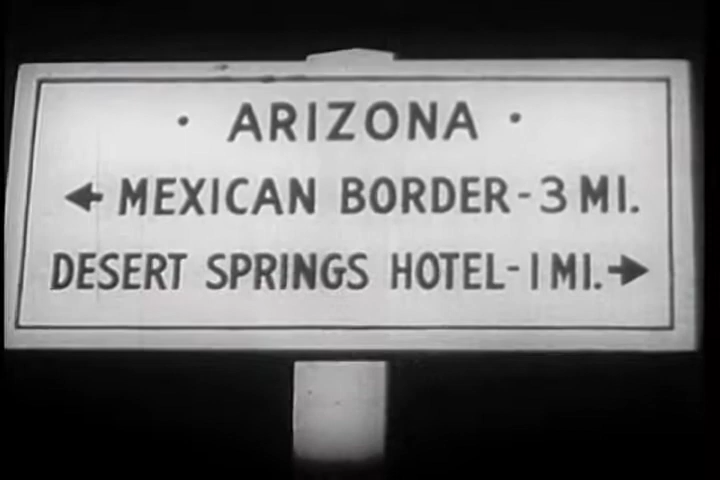 · ARIZONA ·
← MEXICAN BORDER - 3 MI.
DESERT SPRINGS HOTEL - 1 MI. →